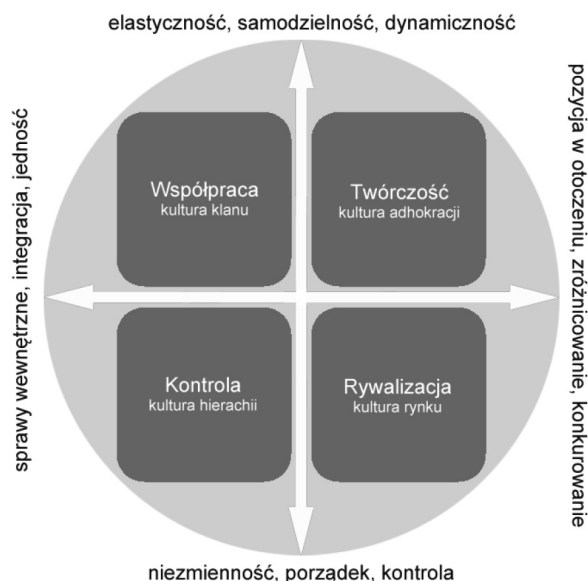 elastyczność, samodzielność, dynamiczność
sprawy wewnętrzne, integracja, jedność
Współpraca
kultura klanu
Twórczość
kultura adhokracji
pozycja w otoczeniu, zróżnicowanie, konkurowanie
Kontrola
kultura hierachii
Rywalizacja
kultura rynku
niezmienność, porządek, kontrola